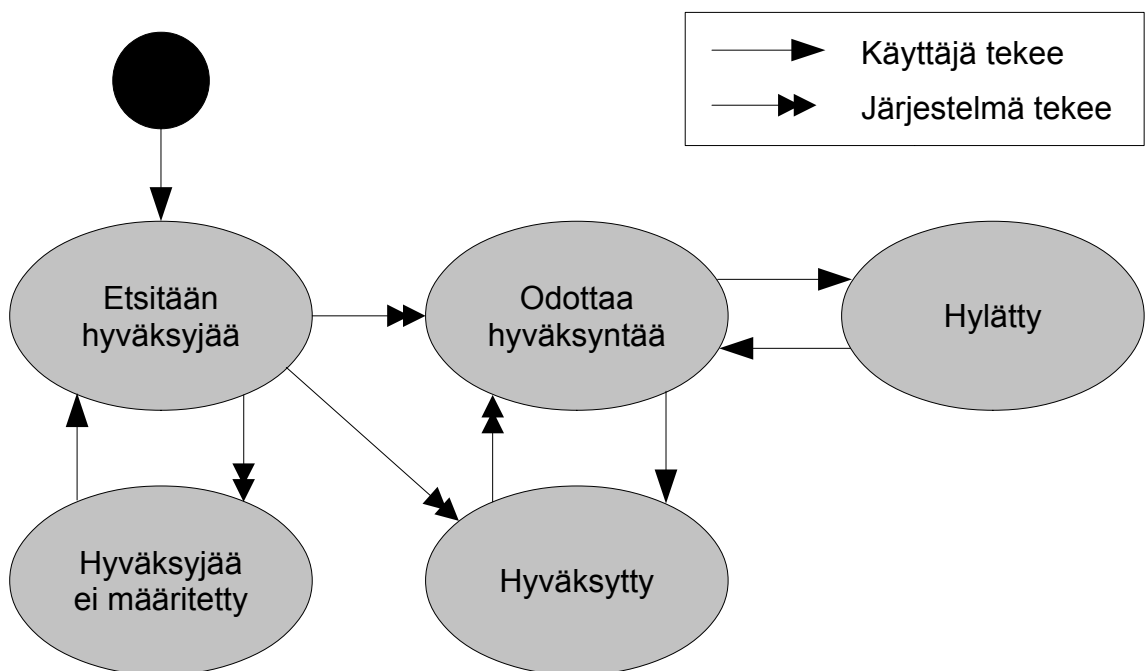 Käyttäjä tekee
Järjestelmä tekee
Etsitään
hyväksyjää
Odottaa
hyväksyntää
Hylätty
Hyväksyjää
ei määritetty
Hyväksytty